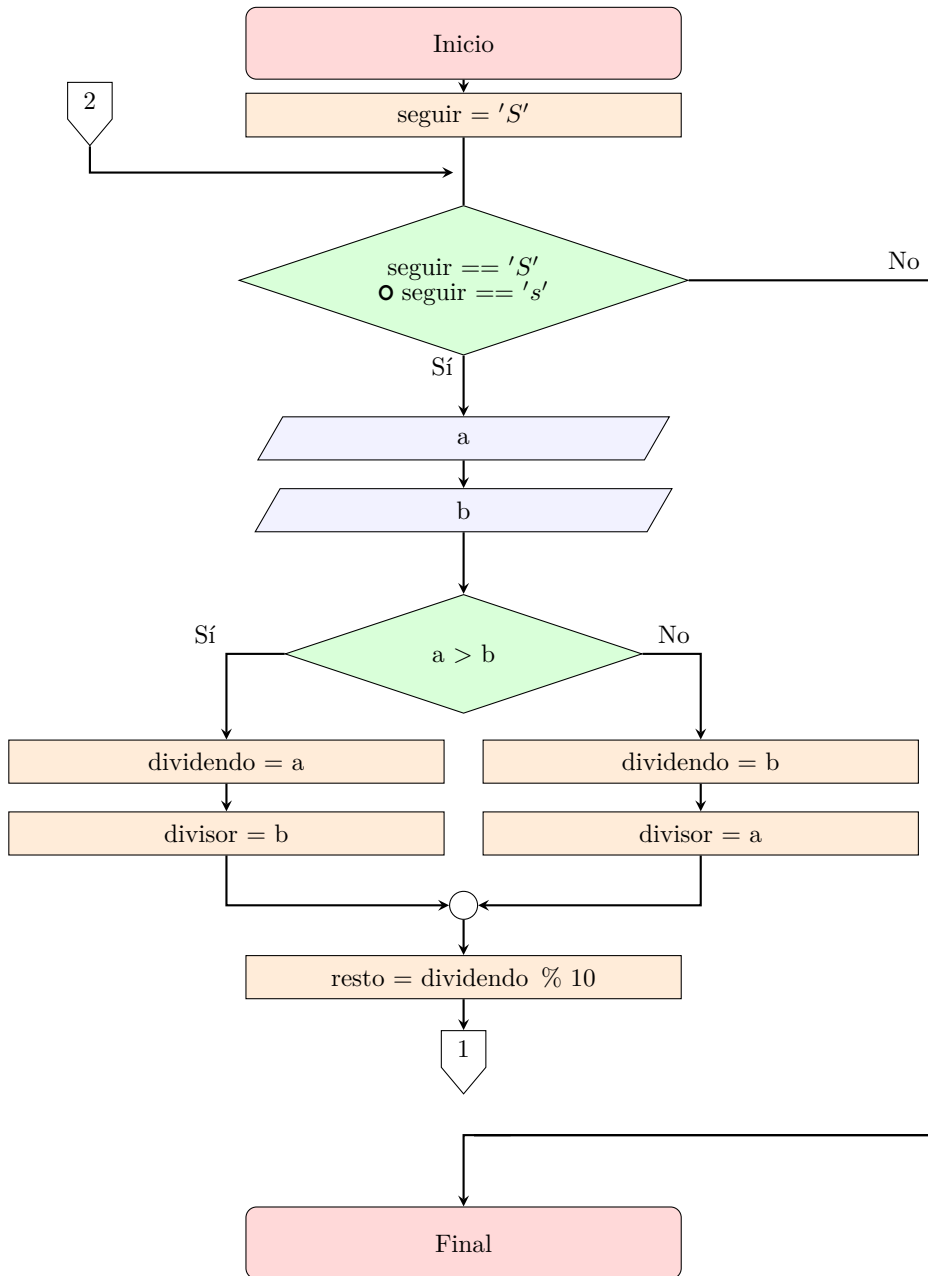 Inicio
2
seguir = 'S'
seguir == 'S'
O seguir == 's'
No
Sí
a
b
Sí
a > b
No
dividendo = a
dividendo = b
divisor = b
divisor = a
resto = dividendo % 10
1
Final